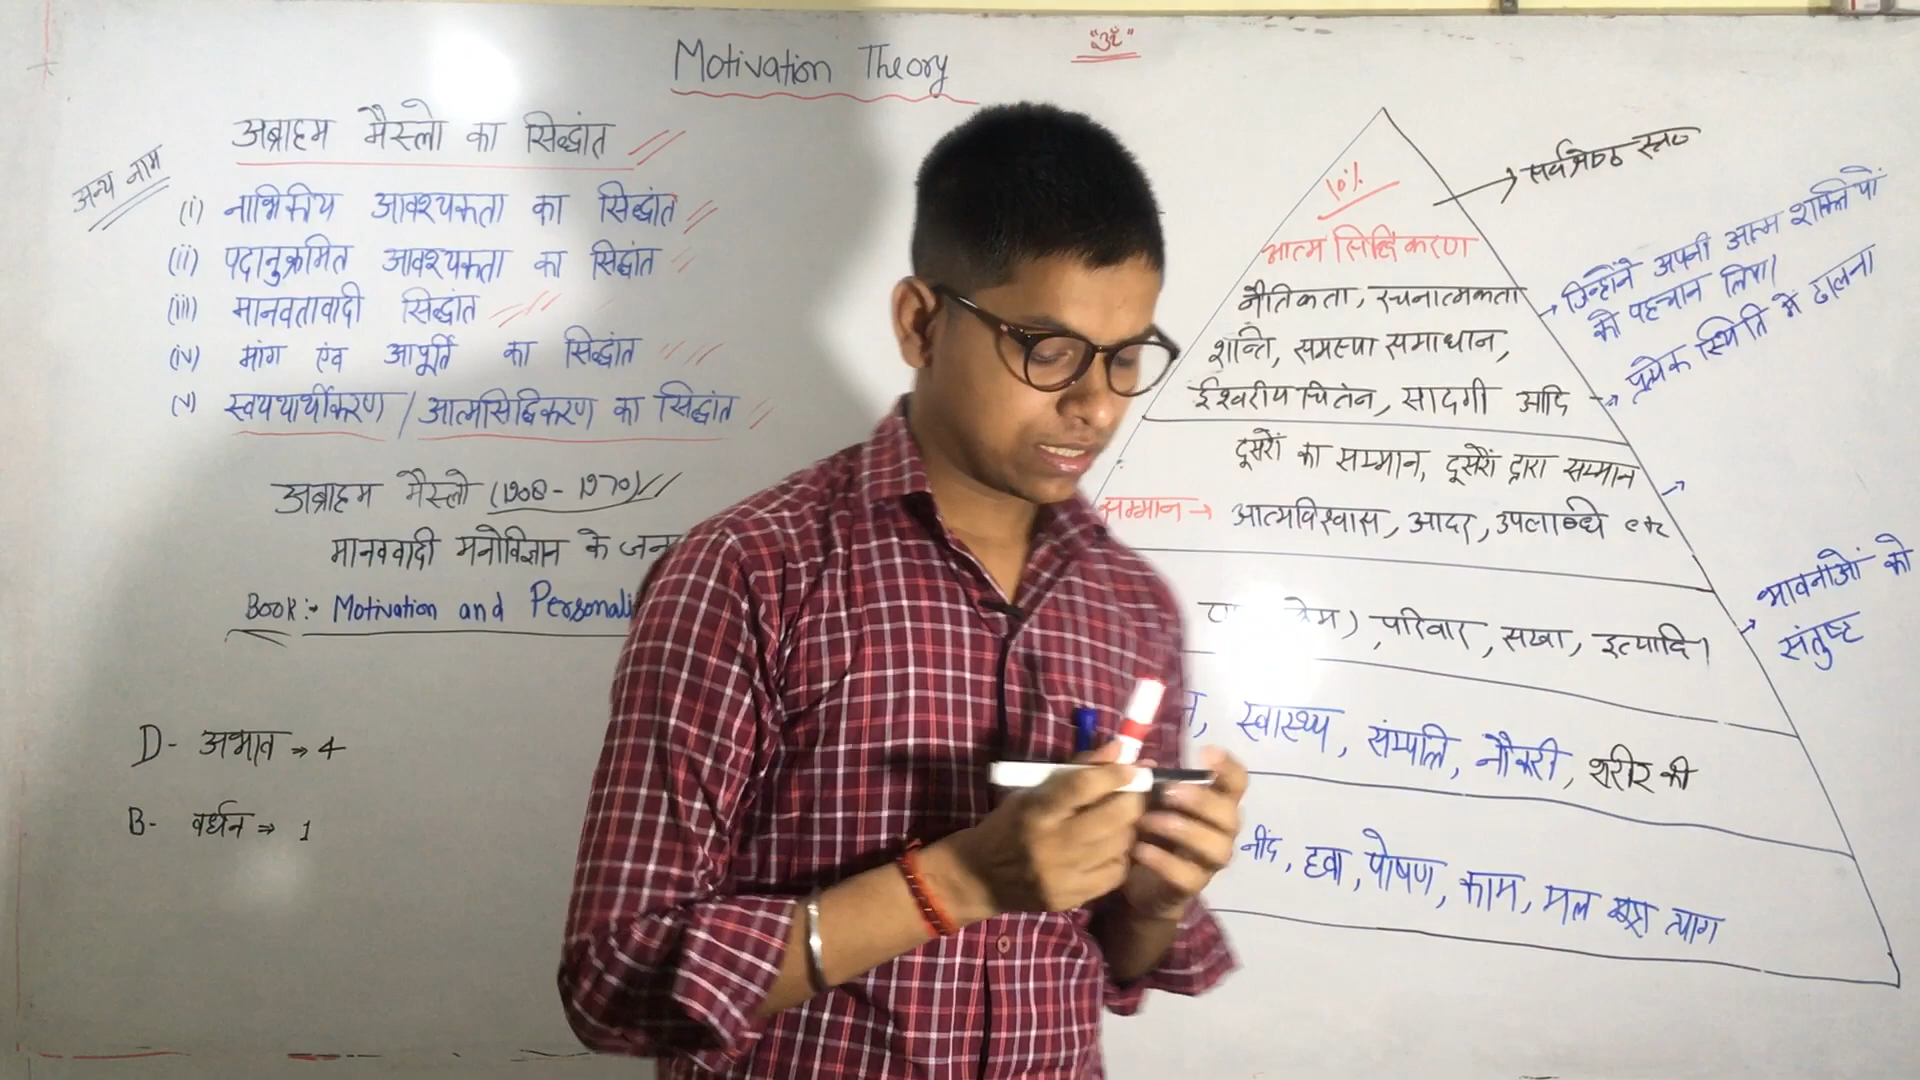 Motivation Theory
"ॐ"
अब्राहम मैस्लो का सिद्धांत
अन्य नाम
(i) नाभिकीय आवश्यकता का सिद्धांत
(ii) पदानुक्रमित आवश्यकता का सिद्धांत
(iii) मानवतावादी सिद्धांत
(iv) मांग एंव आपूर्ति का सिद्धांत
(v) स्वयथार्थीकरण / आत्मसिद्धिकरण का सिद्धांत
अब्राहम मैस्लो (1908 - 1970)
मानववादी मनोविज्ञान के जन
Book:- Motivation and Personali
D- अभाव ⇒ 4
B- वर्धन ⇒ 1
10%
→ सर्वश्रेष्ठ स्तर
आत्म सिद्धिकरण
नैतिकता, रचनात्मकता
शान्ति, समस्या समाधान,
ईश्वरीय चिंतन, सादगी आदि
→ जिन्होंने अपनी आत्म शक्तियों
को पहचान लिया।
→ प्रत्येक स्थिति में ढालना
दूसरों का सम्मान, दूसरों द्वारा सम्मान
सम्मान → आत्मविश्वास, आदर, उपलब्धि etc
प्रेम), परिवार, सखा, इत्यादि।
→ भावनाओं को
संतुष्ट
स्वास्थ्य, संपत्ति, नौकरी, शरीर की
नींद, हवा, पोषण, काम, मल त्याग